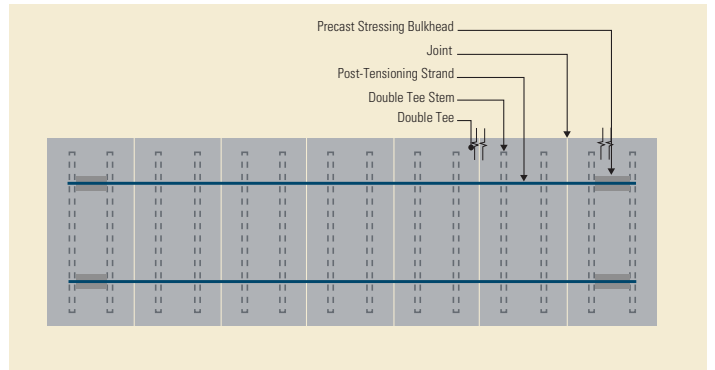 Precast Stressing Bulkhead
Joint
Post-Tensioning Strand
Double Tee Stem
Double Tee